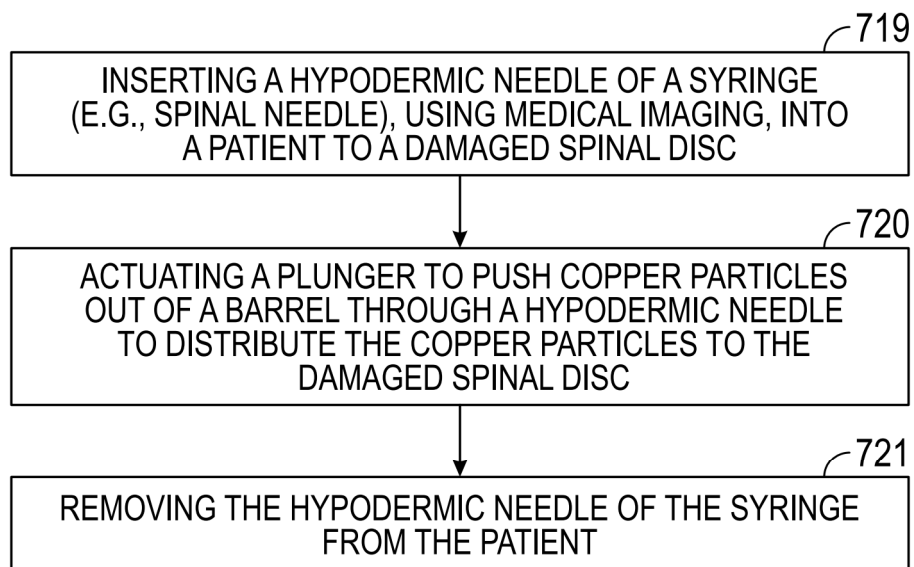 719
INSERTING A HYPODERMIC NEEDLE OF A SYRINGE
(E.G., SPINAL NEEDLE), USING MEDICAL IMAGING, INTO
A PATIENT TO A DAMAGED SPINAL DISC
720
ACTUATING A PLUNGER TO PUSH COPPER PARTICLES
OUT OF A BARREL THROUGH A HYPODERMIC NEEDLE
TO DISTRIBUTE THE COPPER PARTICLES TO THE
DAMAGED SPINAL DISC
721
REMOVING THE HYPODERMIC NEEDLE OF THE SYRINGE
FROM THE PATIENT